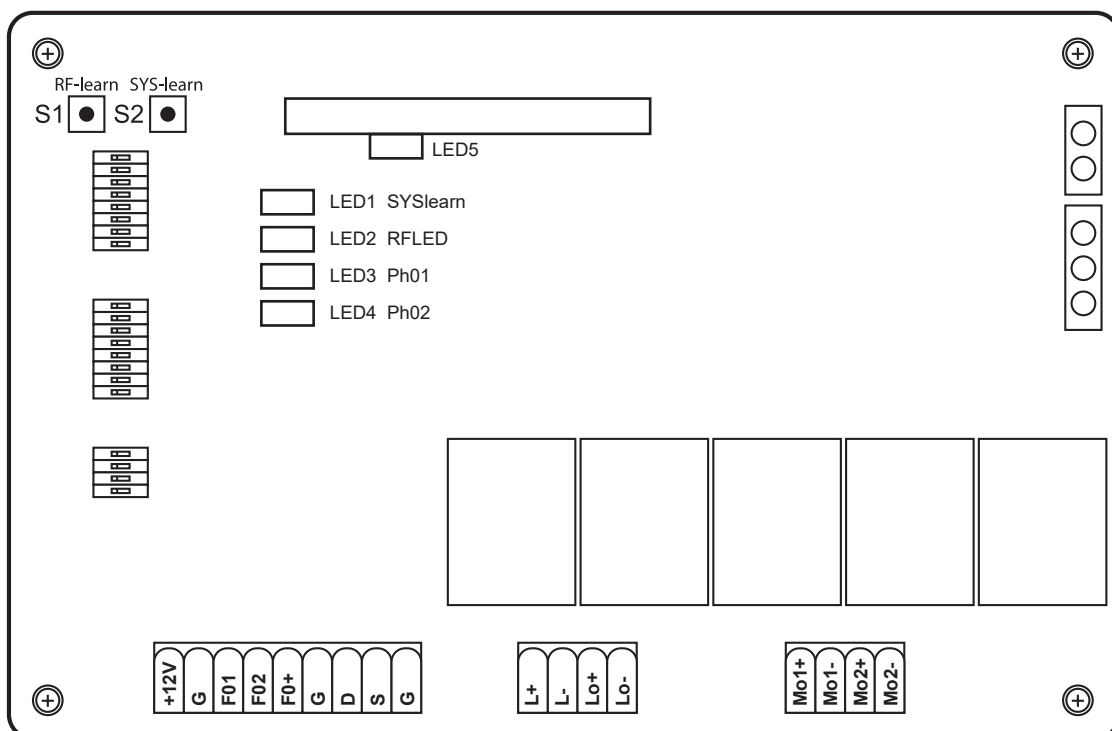 RF-learn SYS-learn
S1 S2
LED5
LED1 SYSlearn
LED2 RFLED
LED3 Ph01
LED4 Ph02
+12V G F01 F02 F0+ G D S G
L+ L- Lo+ Lo-
Mo1+ Mo1- Mo2+ Mo2-